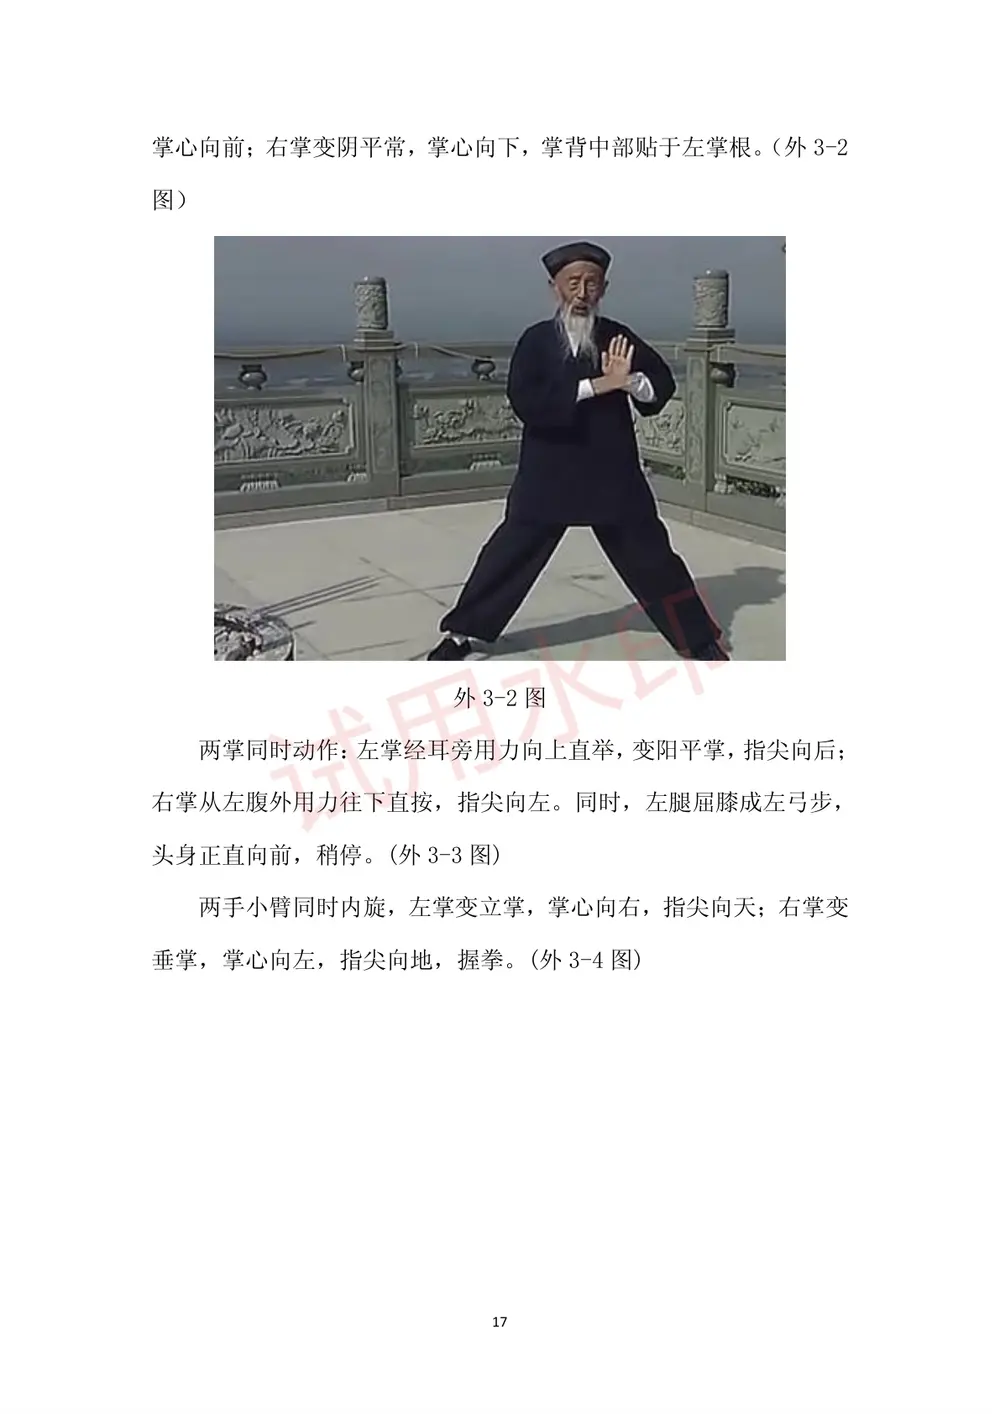 掌心向前；右掌变阴平常，掌心向下，掌背中部贴于左掌根。（外 3-2
图）
外 3-2 图
试用水印
两掌同时动作：左掌经耳旁用力向上直举，变阳平掌，指尖向后；
右掌从左腹外用力往下直按，指尖向左。同时，左腿屈膝成左弓步，
头身正直向前，稍停。(外 3-3 图)
两手小臂同时内旋，左掌变立掌，掌心向右，指尖向天；右掌变
垂掌，掌心向左，指尖向地，握拳。(外 3-4 图)
17